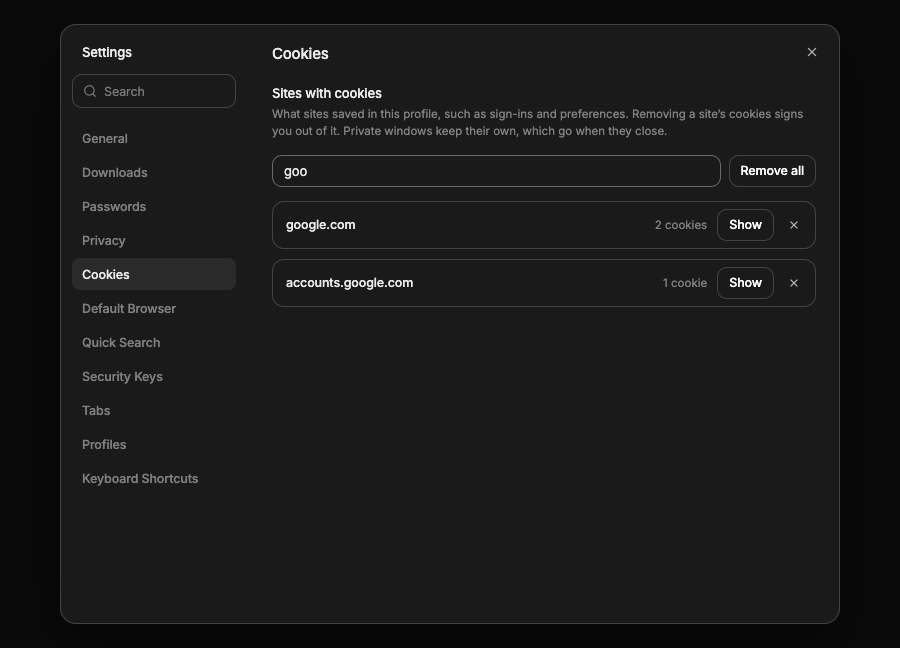 Settings
Search
General
Downloads
Passwords
Privacy
Cookies
Default Browser
Quick Search
Security Keys
Tabs
Profiles
Keyboard Shortcuts
Cookies
Sites with cookies
What sites saved in this profile, such as sign-ins and preferences. Removing a site’s cookies signs
you out of it. Private windows keep their own, which go when they close.
goo
Remove all
google.com 2 cookies Show
accounts.google.com 1 cookie Show